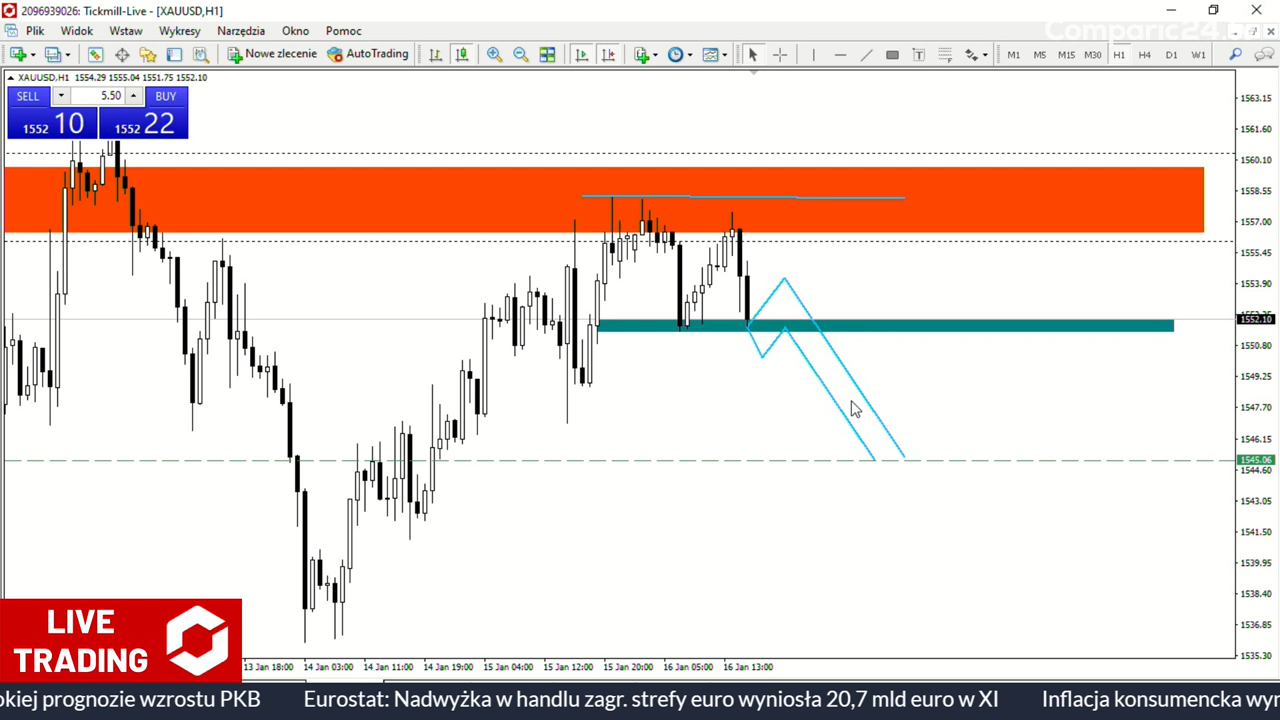 2096939026: Tickmill-Live - [XAUUSD,H1]
Plik Widok Wstaw Wykresy Narzędzia Okno Pomoc
Comparic24
Nowe zlecenie AutoTrading M1 M5 M15 M30 H1 H4 D1 W1
XAUUSD,H1 1554.29 1555.04 1551.75 1552.10
SELL 5.50 BUY
1552 10 1552 22
1563.15
1561.60
1560.10
1558.55
1557.00
1555.45
1553.90
1552.10
1550.80
1549.25
1547.70
1546.15
1545.06
1544.60
1543.05
1541.50
1539.95
1538.40
1536.85
1535.30
LIVE
TRADING
13 Jan 18:00 14 Jan 03:00 14 Jan 11:00 14 Jan 19:00 15 Jan 04:00 15 Jan 12:00 15 Jan 20:00 16 Jan 05:00 16 Jan 13:00
okiej prognozie wzrostu PKB Eurostat: Nadwyżka w handlu zagr. strefy euro wyniosła 20,7 mld euro w XI Inflacja konsumencka wyn